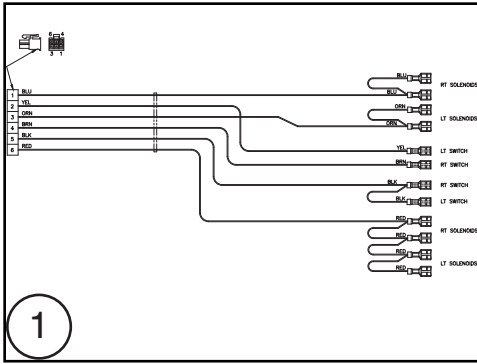 6 4
3 1
1 BLU
2 YEL
3 ORN
4 BRN
5 BLK
6 RED
BLU
BLU
RT SOLENOIDS
ORN
ORN
LT SOLENOIDS
YEL LT SWITCH
BRN RT SWITCH
BLK RT SWITCH
BLK LT SWITCH
RED
RED
RT SOLENOIDS
RED
RED
LT SOLENOIDS
1